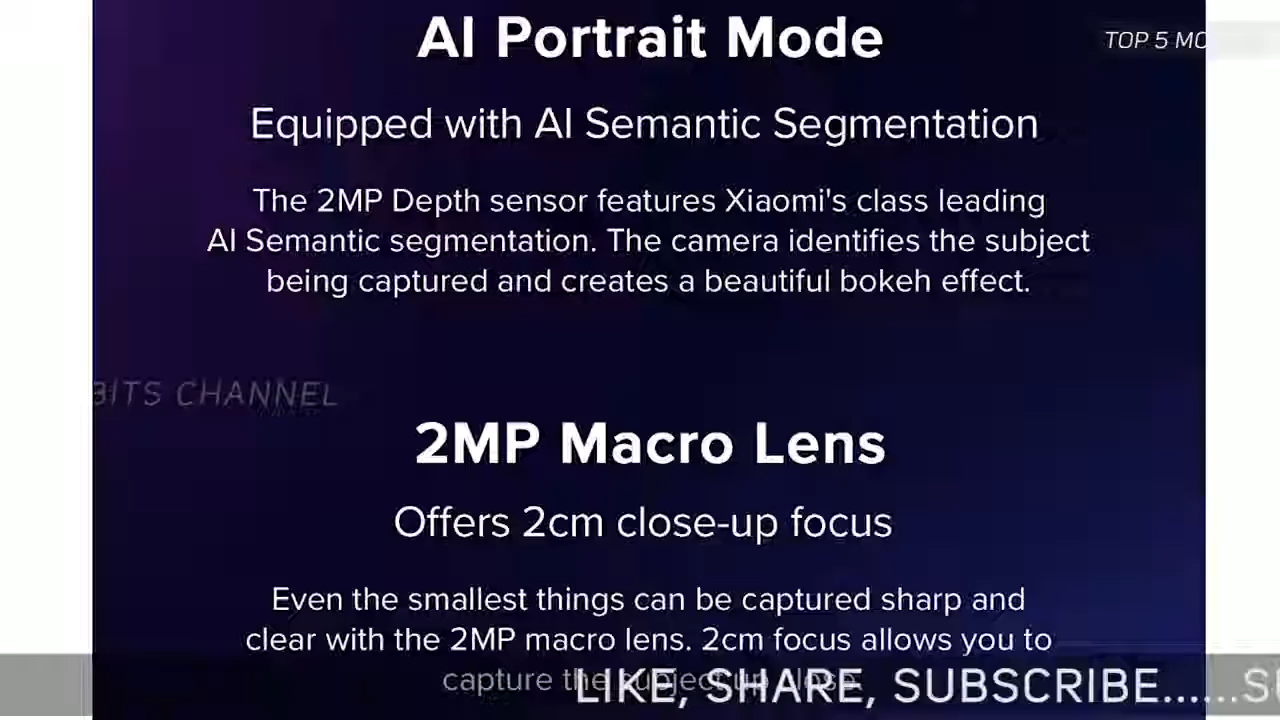 AI Portrait Mode
TOP 5 MO
Equipped with AI Semantic Segmentation
The 2MP Depth sensor features Xiaomi's class leading
AI Semantic segmentation. The camera identifies the subject
being captured and creates a beautiful bokeh effect.
BITS CHANNEL
2MP Macro Lens
Offers 2cm close-up focus
Even the smallest things can be captured sharp and
clear with the 2MP macro lens. 2cm focus allows you to
capture the subject up close.
LIKE, SHARE, SUBSCRIBE......S